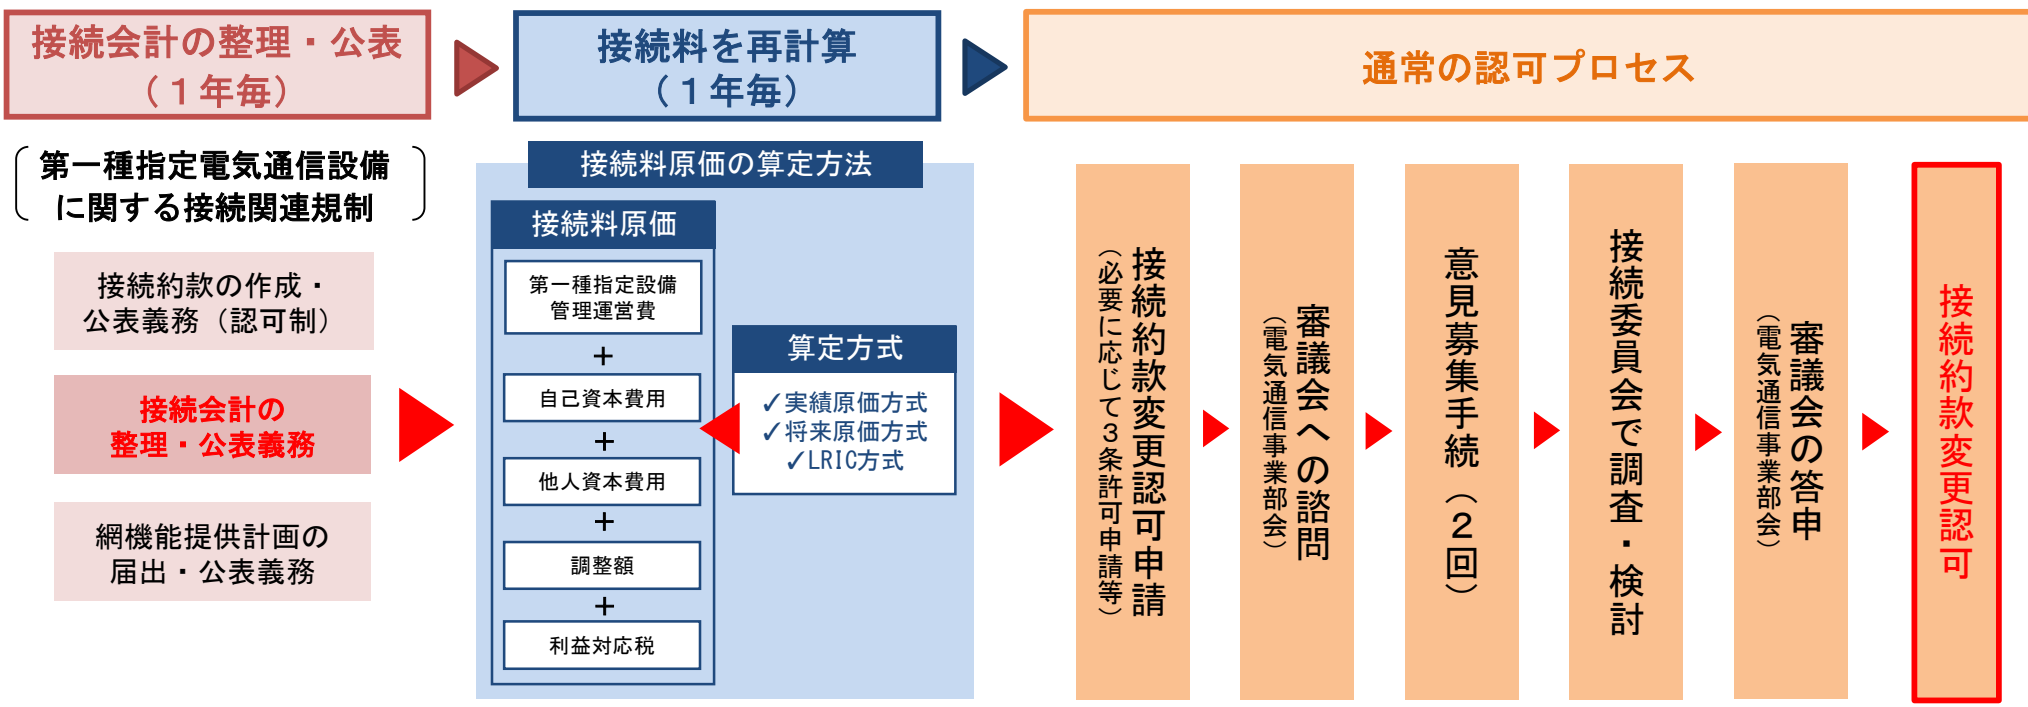 接続会計の整理・公表
（１年毎）
接続料を再計算
（１年毎）
通常の認可プロセス
第一種指定電気通信設備
に関する接続関連規制
接続約款の作成・
公表義務（認可制）
接続会計の
整理・公表義務
網機能提供計画の
届出・公表義務
接続料原価の算定方法
接続料原価
第一種指定設備
管理運営費
+
自己資本費用
+
他人資本費用
+
調整額
+
利益対応税
算定方式
✓実績原価方式
✓将来原価方式
✓LRIC方式
接続約款変更認可申請
（必要に応じて３条許可申請等）
審議会への諮問
（電気通信事業部会）
意見募集手続（２回）
接続委員会で調査・検討
審議会の答申
（電気通信事業部会）
接続約款変更認可